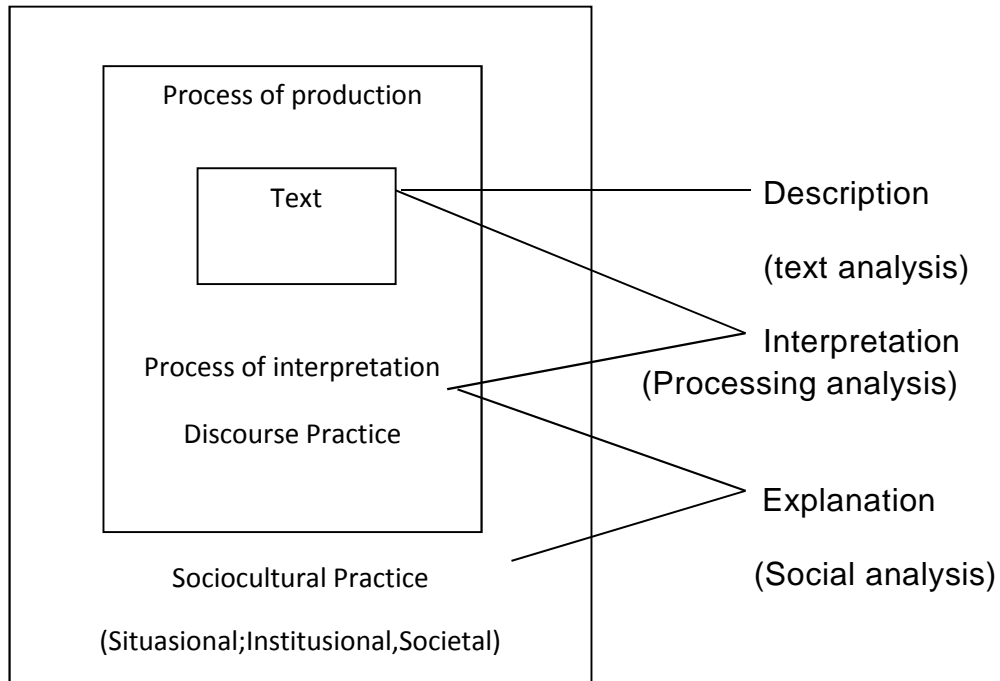 Process of production
Text
Description
(text analysis)
Interpretation
(Processing analysis)
Process of interpretation
Discourse Practice
Explanation
(Social analysis)
Sociocultural Practice
(Situasional;Institusional,Societal)